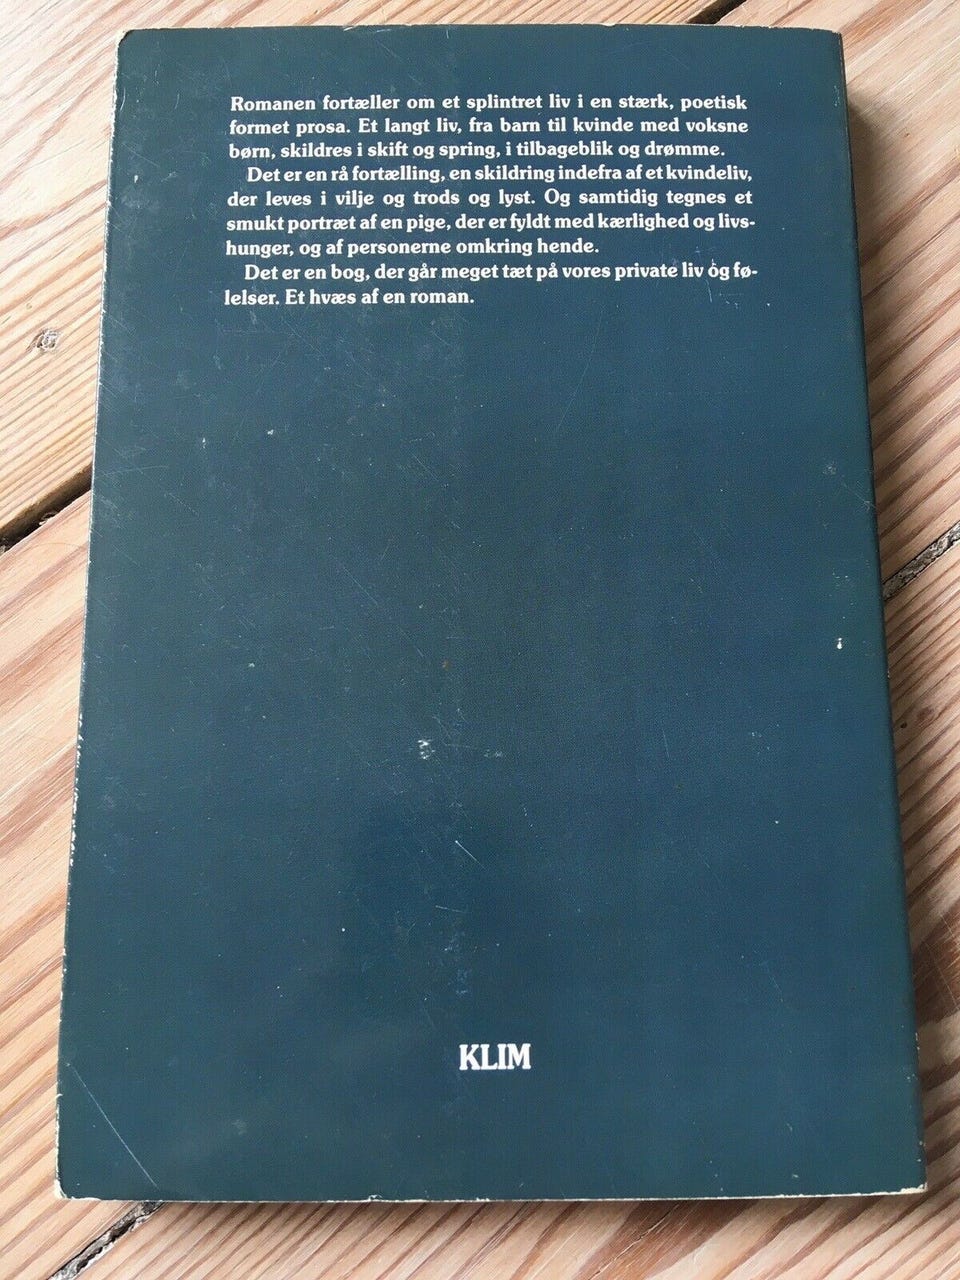 Romanen fortæller om et splintret liv i en stærk, poetisk
formet prosa. Et langt liv, fra barn til kvinde med voksne
børn, skildres i skift og spring, i tilbageblik og drømme.
Det er en rå fortælling, en skildring indefra af et kvindeliv,
der leves i vilje og trods og lyst. Og samtidig tegnes et
smukt portræt af en pige, der er fyldt med kærlighed og livs-
hunger, og af personerne omkring hende.
Det er en bog, der går meget tæt på vores private liv og fø-
lelser. Et hvæs af en roman.
KLIM